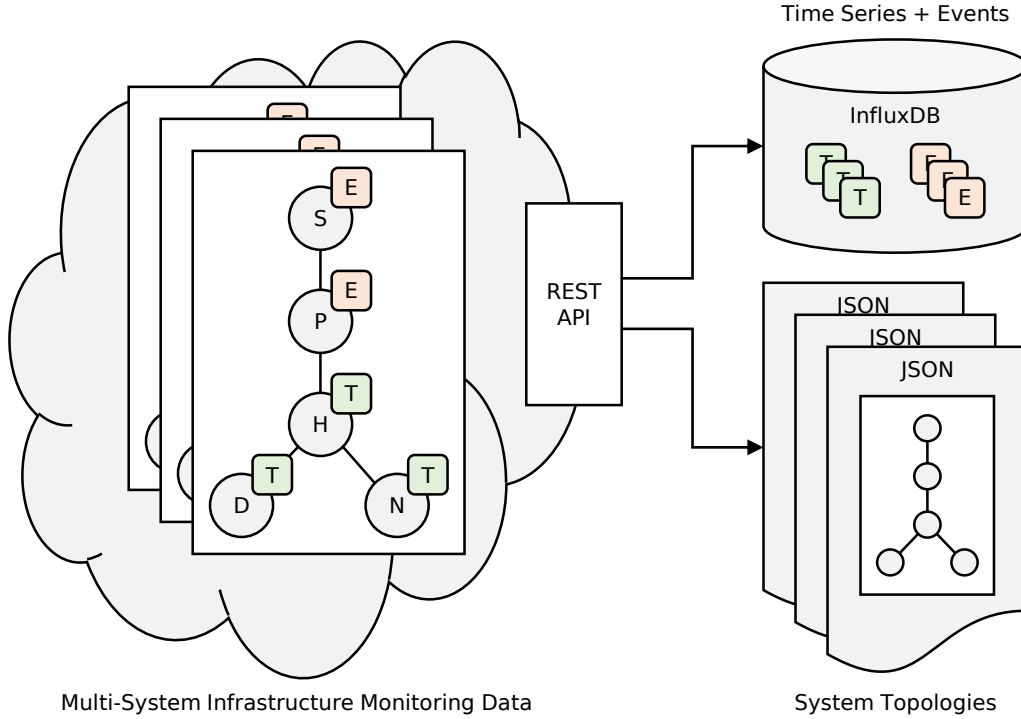 Time Series + Events
InfluxDB
T
T
T
E
E
E
E
E
E
S
E
P
T
H
T
D
T
N
REST
API
JSON
JSON
JSON
Multi-System Infrastructure Monitoring Data
System Topologies